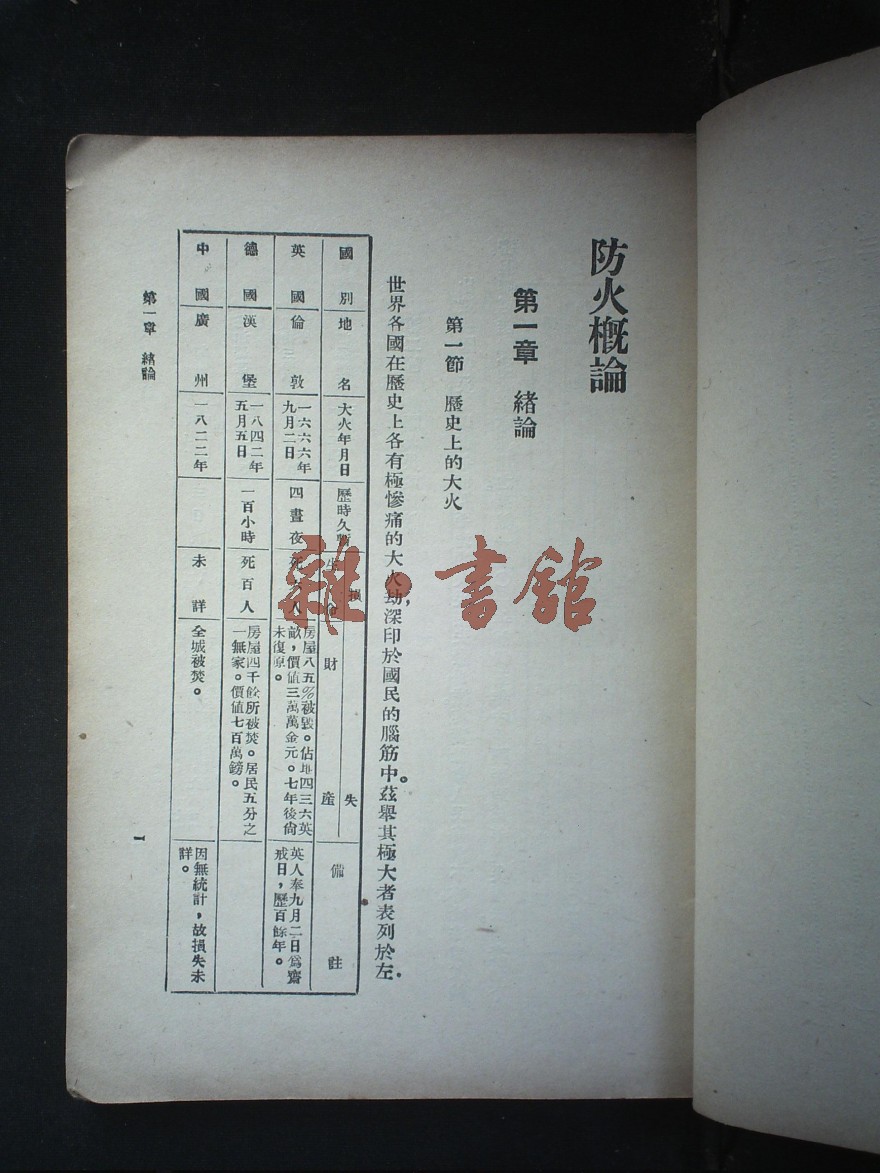 防火概論
第一章 緒論
第一節 歷史上的大火
世界各國在歷史上各有極慘痛的大火劫,深印於國民的腦筋中。茲舉其極大者表列於左.
國別 地名 大火年月日 歷時久暫 損失 生命 財產 備註
英國 倫敦 一六六六年九月二日 四晝夜 死六人 房屋八五%被毀。佔地四三六英畝,價值三萬萬金元。七年後尙未復原。 英人奉九月二日爲齋戒日,歷百餘年。
德國 漢堡 一八四二年五月五日 一百小時 死百人 房屋四千餘所被焚。居民五分之一無家。價值七百萬鎊。
中國 廣州 一八二二年 未詳 全城被焚。 因無統計,故損失未詳。
第一章 緒論
1
雜·書館